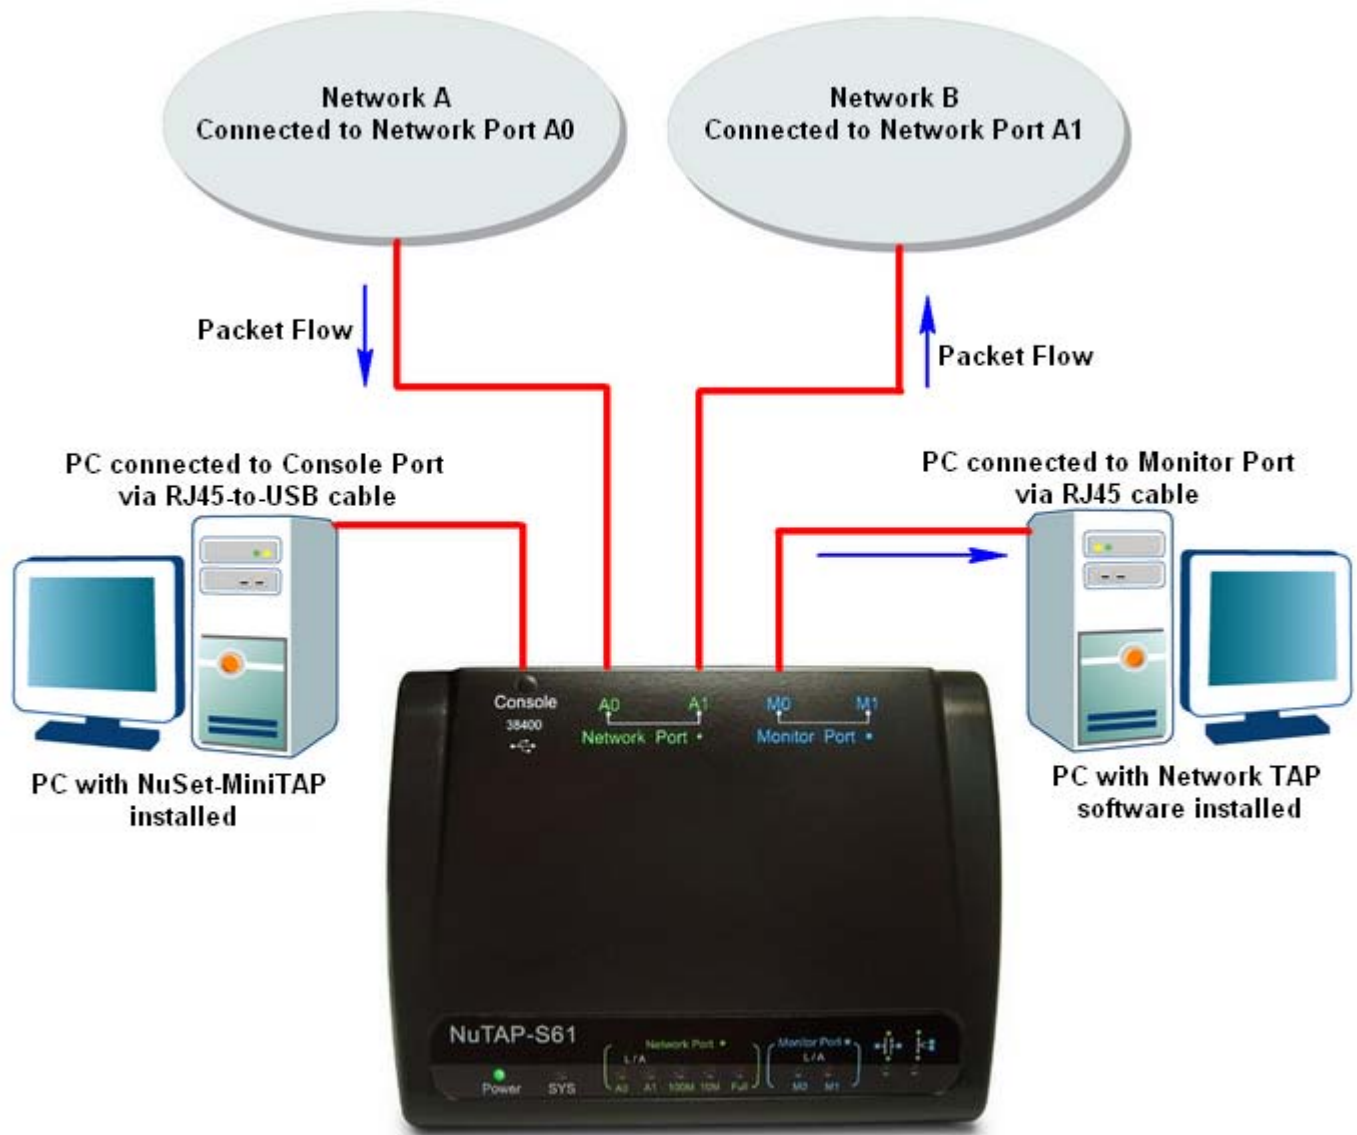 Network A
Connected to Network Port A0
Network B
Connected to Network Port A1
Packet Flow
Packet Flow
PC connected to Console Port
via RJ45-to-USB cable
PC connected to Monitor Port
via RJ45 cable
Console
38400
A0 A1
Network Port
M0 M1
Monitor Port
PC with NuSet-MiniTAP
installed
PC with Network TAP
software installed
NuTAP-S61
Network Port
L/A
Monitor Port
L/A
Power SYS A0 A1 100M 10M Full M0 M1